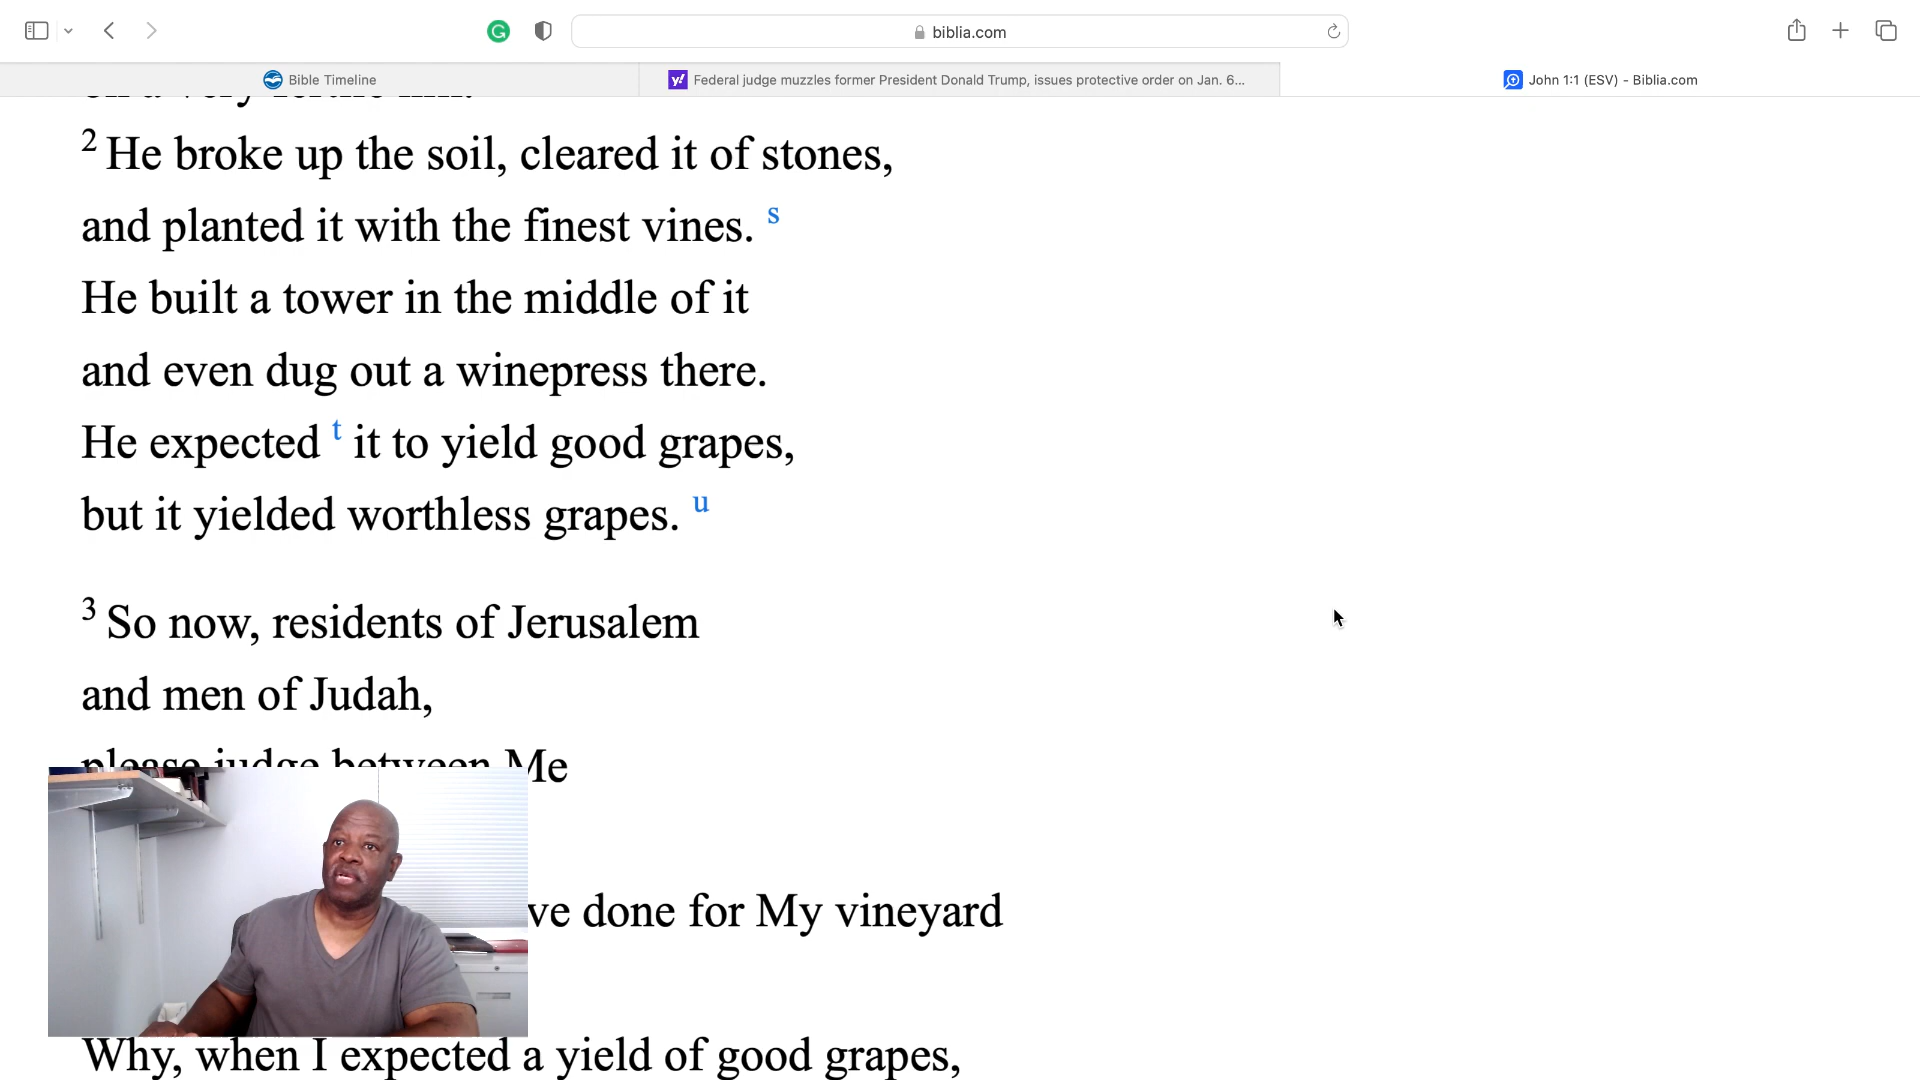 biblia.com
Bible Timeline
Federal judge muzzles former President Donald Trump, issues protective order on Jan. 6...
John 1:1 (ESV) - Biblia.com
2 He broke up the soil, cleared it of stones,
and planted it with the finest vines. s
He built a tower in the middle of it
and even dug out a winepress there.
He expected t it to yield good grapes,
but it yielded worthless grapes. u
3 So now, residents of Jerusalem
and men of Judah,
please judge between Me
ve done for My vineyard
Why, when I expected a yield of good grapes,